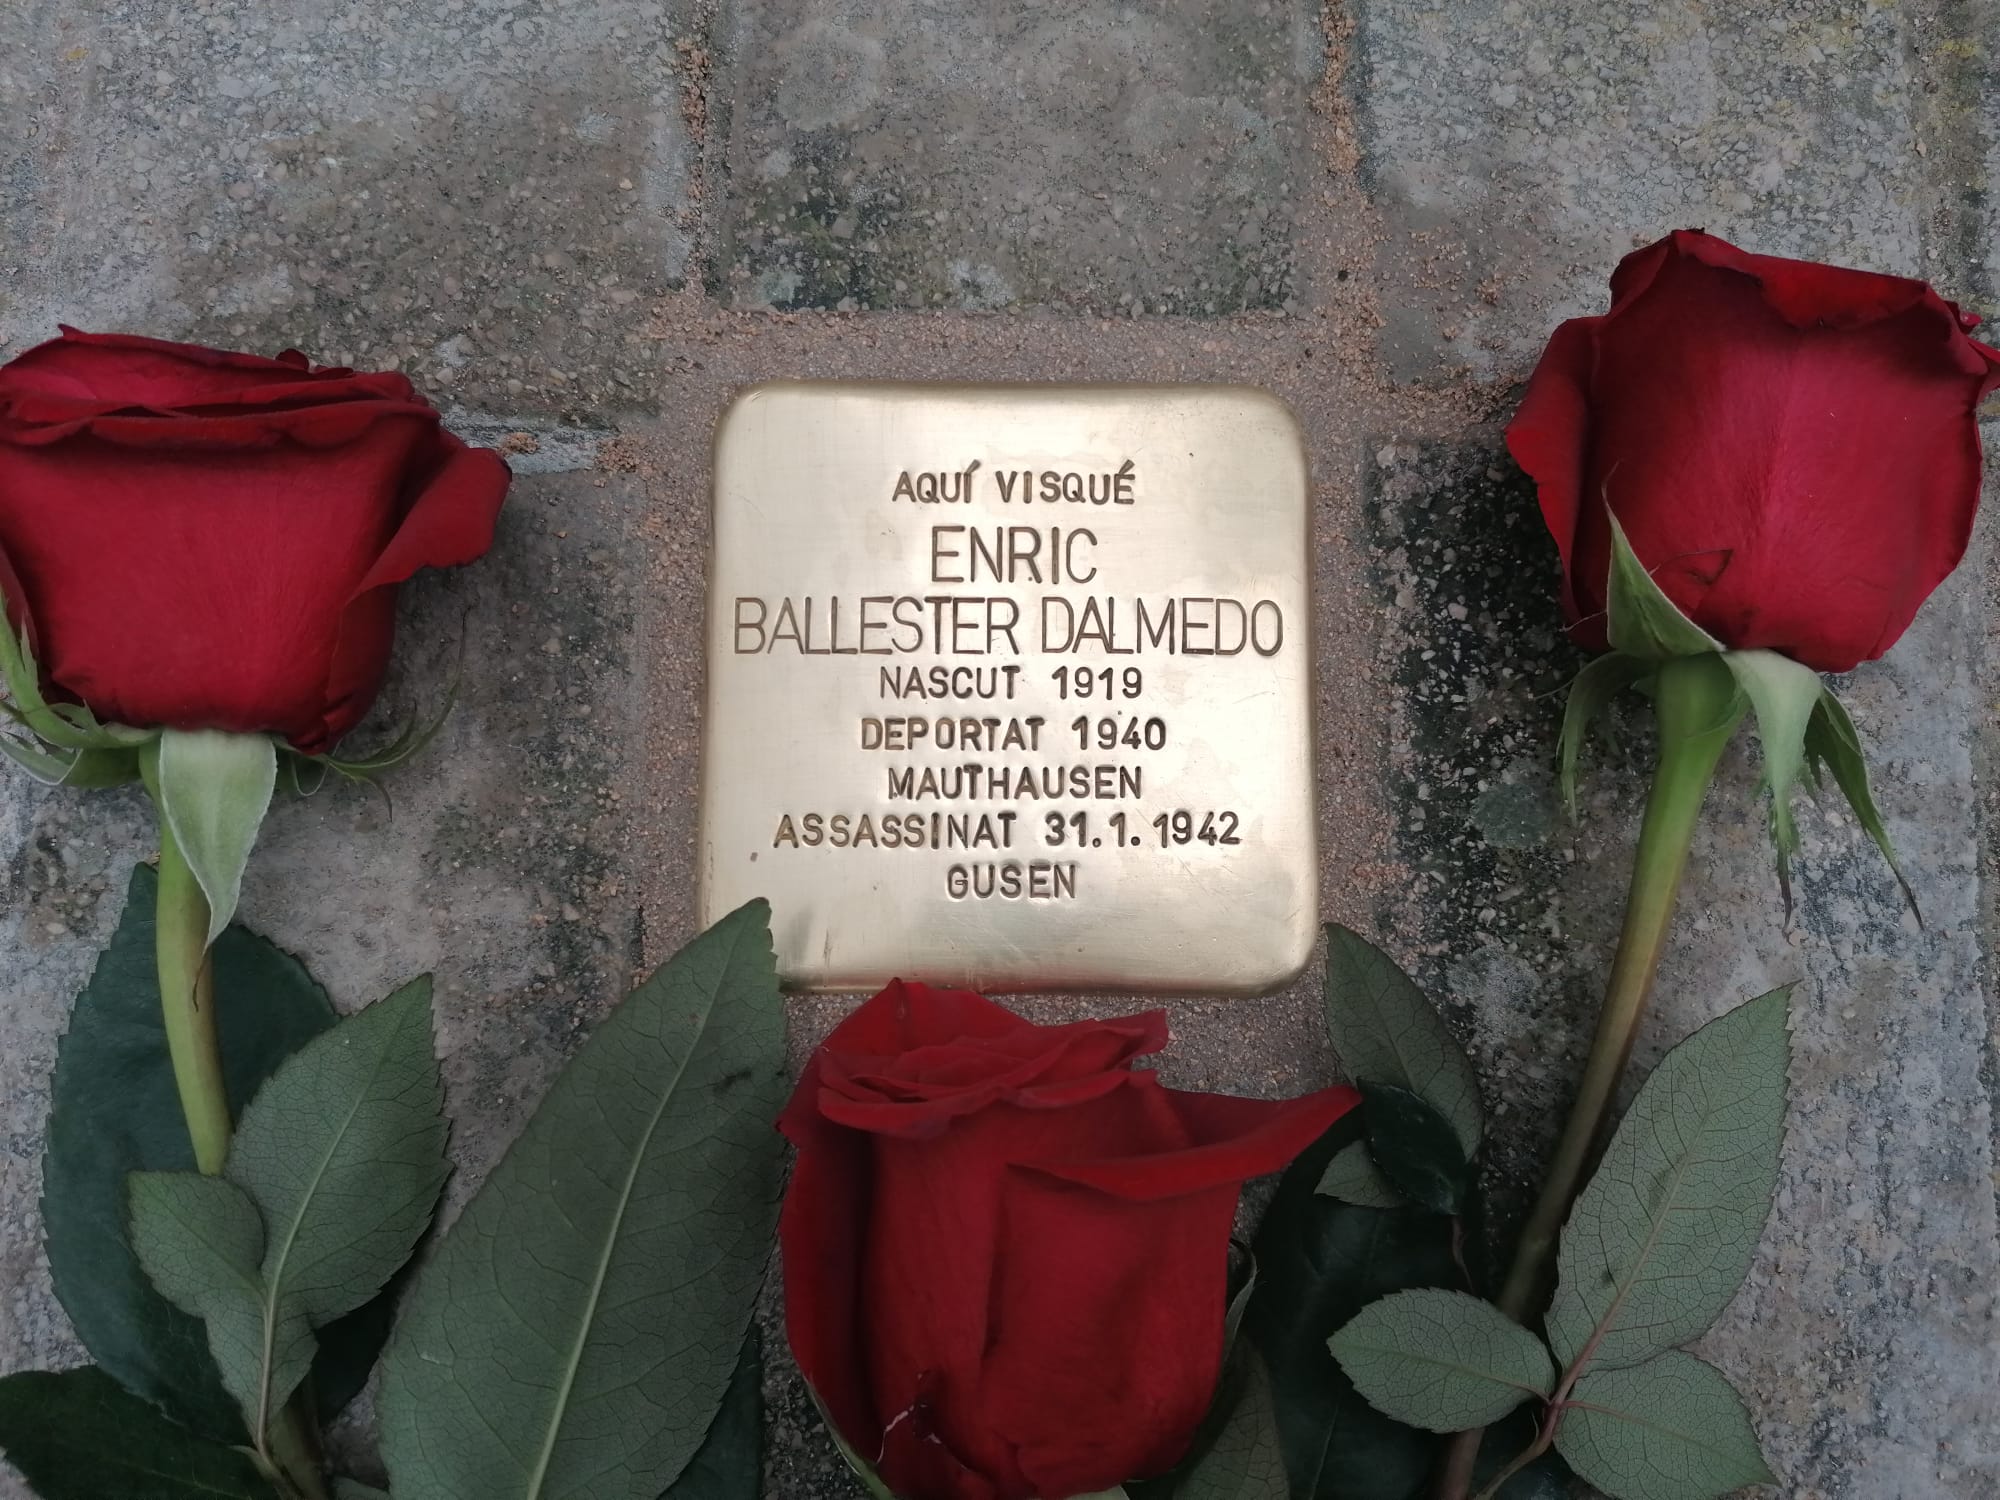 AQUÍ VISQUÉ
ENRIC
BALLESTER DALMEDO
NASCUT 1919
DEPORTAT 1940
MAUTHAUSEN
ASSASSINAT 31.1.1942
GUSEN